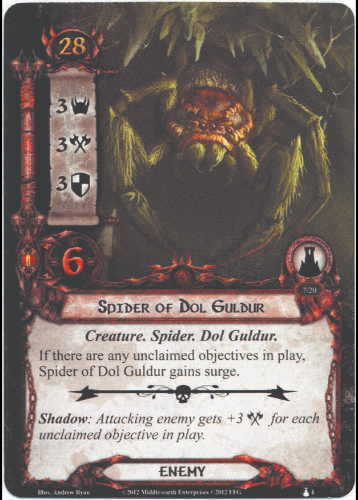 28
3
3
3
6
7/20
SPIDER OF DOL GULDUR
Creature. Spider. Dol Guldur.
If there are any unclaimed objectives in play,
Spider of Dol Guldur gains surge.
Shadow: Attacking enemy gets +3 for each
unclaimed objective in play.
ENEMY
Illus. Andrew Ryan ©2012 Middle-earth Enterprises ©2012 FFG